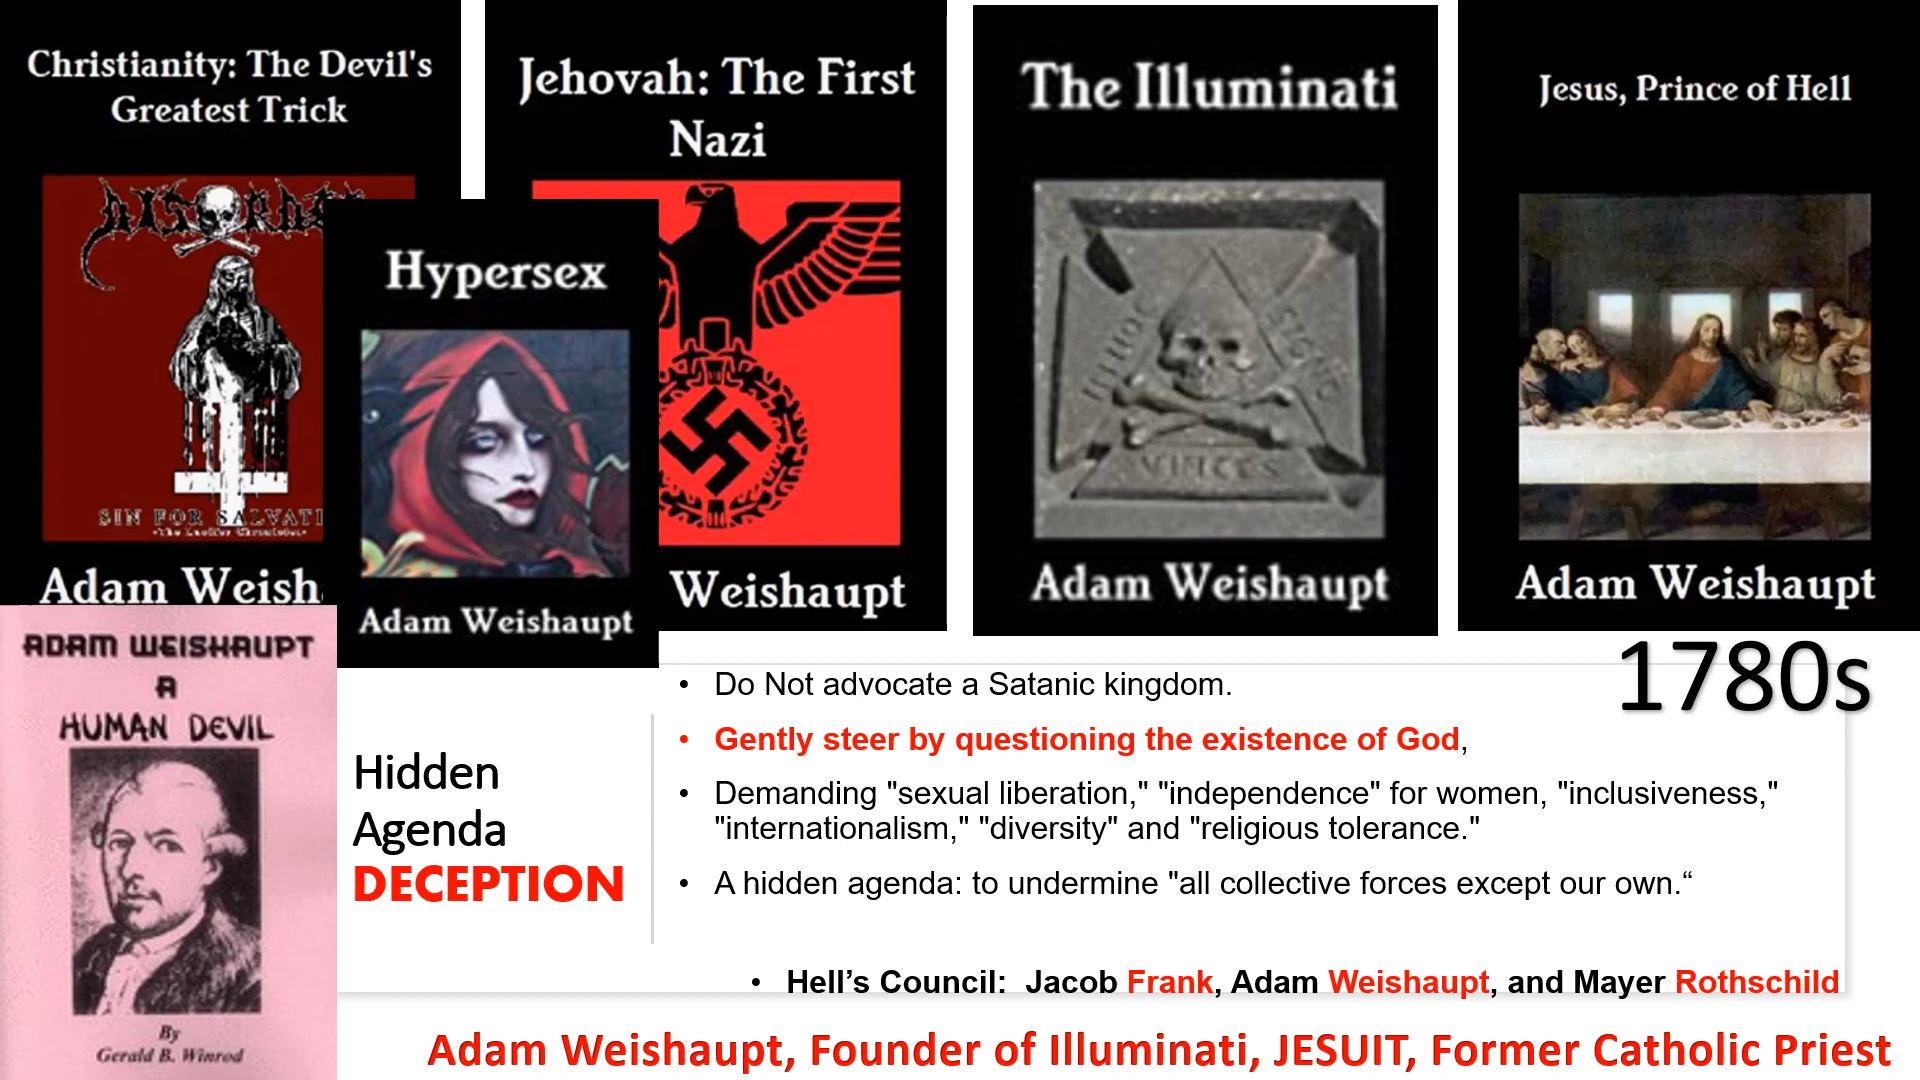 Christianity: The Devil's
Greatest Trick
SIN FOR SALVATI
-The Lucifer Chronicles-
Adam Weish
Jehovah: The First
Nazi
Weishaupt
Hypersex
Adam Weishaupt
The Illuminati
VINCES
Adam Weishaupt
Jesus, Prince of Hell
Adam Weishaupt
ADAM WEISHAUPT
A
HUMAN DEVIL
By
Gerald B. Winrod
1780s
Hidden
Agenda
DECEPTION
• Do Not advocate a Satanic kingdom.
• Gently steer by questioning the existence of God,
• Demanding "sexual liberation," "independence" for women, "inclusiveness,"
"internationalism," "diversity" and "religious tolerance."
• A hidden agenda: to undermine "all collective forces except our own.“
• Hell’s Council:  Jacob Frank, Adam Weishaupt, and Mayer Rothschild
Adam Weishaupt, Founder of Illuminati, JESUIT, Former Catholic Priest